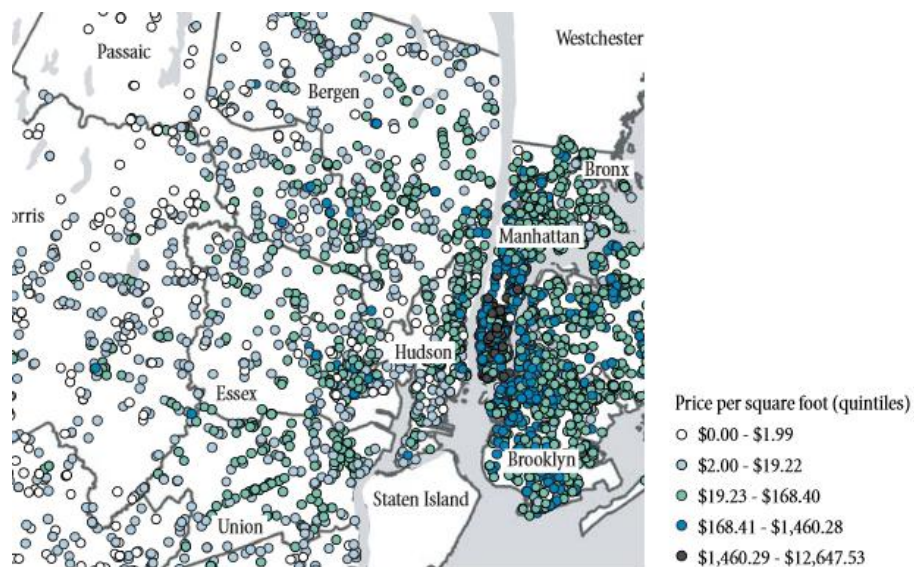 Passaic
Westchester
Bergen
Bronx
orris
Manhattan
Hudson
Essex
Brooklyn
Staten Island
Union
Price per square foot (quintiles)
$0.00 - $1.99
$2.00 - $19.22
$19.23 - $168.40
$168.41 - $1,460.28
$1,460.29 - $12,647.53